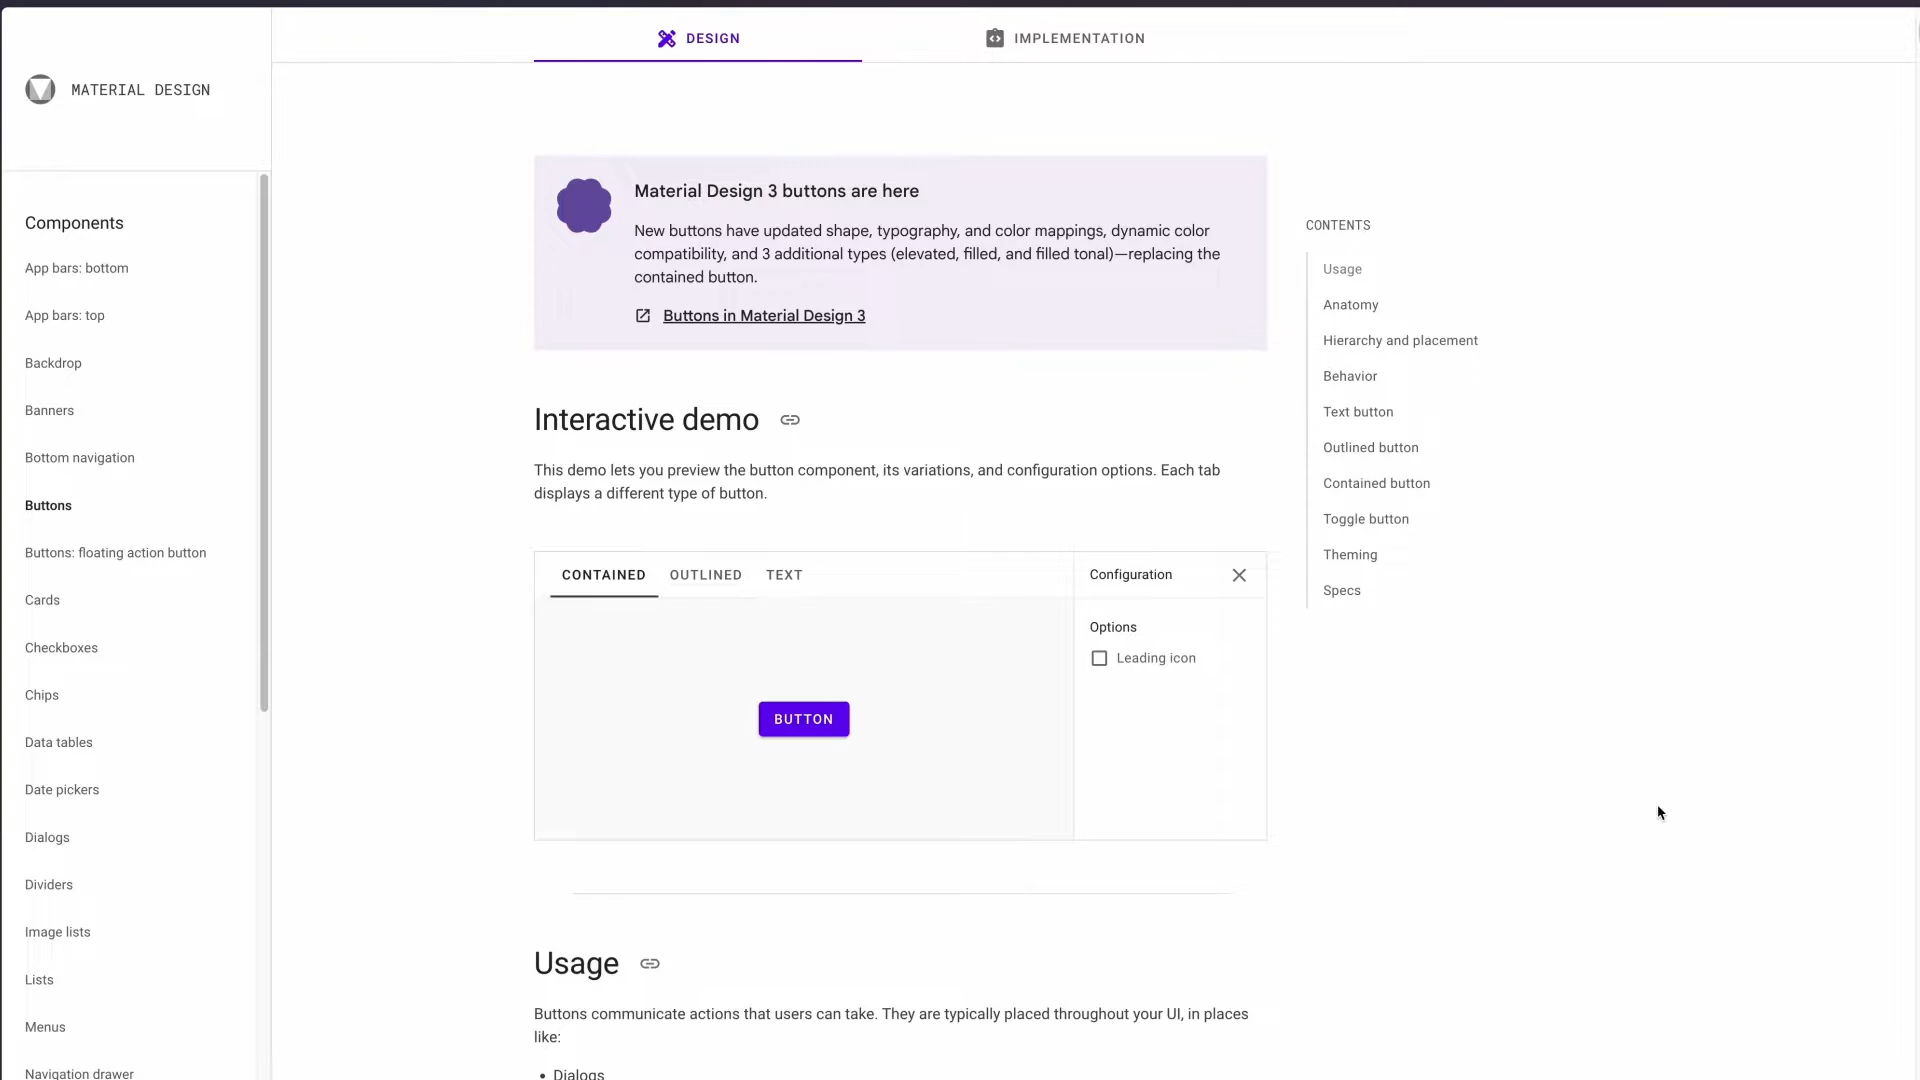 DESIGN
IMPLEMENTATION
MATERIAL DESIGN
Components
App bars: bottom
App bars: top
Backdrop
Banners
Bottom navigation
Buttons
Buttons: floating action button
Cards
Checkboxes
Chips
Data tables
Date pickers
Dialogs
Dividers
Image lists
Lists
Menus
Navigation drawer
Material Design 3 buttons are here
New buttons have updated shape, typography, and color mappings, dynamic color
compatibility, and 3 additional types (elevated, filled, and filled tonal)—replacing the
contained button.
Buttons in Material Design 3
Interactive demo
This demo lets you preview the button component, its variations, and configuration options. Each tab
displays a different type of button.
CONTAINED
OUTLINED
TEXT
Configuration
Options
Leading icon
BUTTON
Usage
Buttons communicate actions that users can take. They are typically placed throughout your UI, in places
like:
• Dialogs
CONTENTS
Usage
Anatomy
Hierarchy and placement
Behavior
Text button
Outlined button
Contained button
Toggle button
Theming
Specs